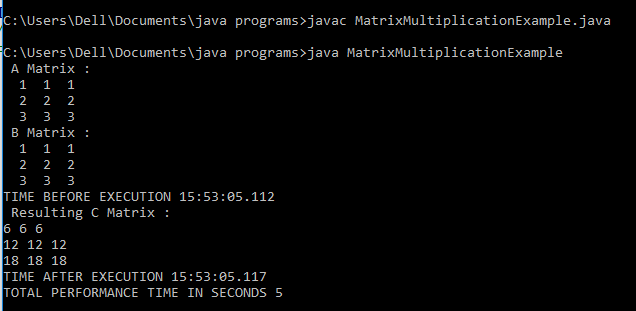 C:\Users\Dell\Documents\java programs>javac MatrixMultiplicationExample.java
C:\Users\Dell\Documents\java programs>java MatrixMultiplicationExample
A Matrix :
1 1 1
2 2 2
3 3 3
B Matrix :
1 1 1
2 2 2
3 3 3
TIME BEFORE EXECUTION 15:53:05.112
Resulting C Matrix :
6 6 6
12 12 12
18 18 18
TIME AFTER EXECUTION 15:53:05.117
TOTAL PERFORMANCE TIME IN SECONDS 5